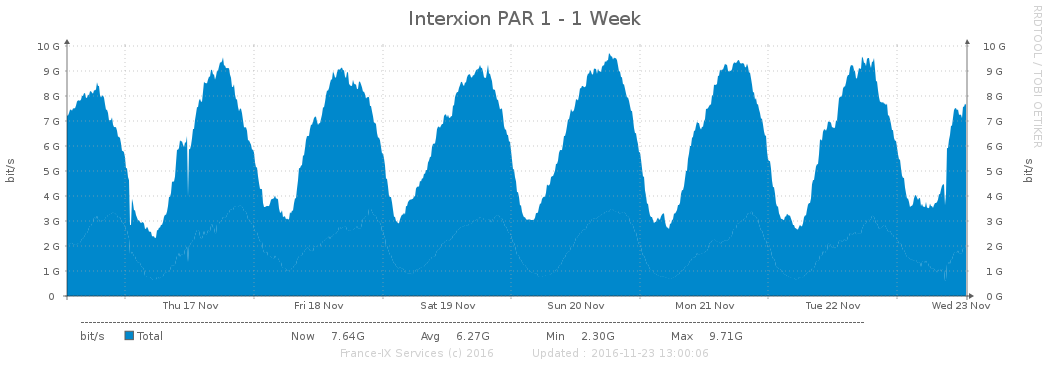 Interxion PAR 1 - 1 Week
RRDTOOL / TOBI OETIKER
10 G 10 G
9 G 9 G
8 G 8 G
7 G 7 G
6 G 6 G
5 G 5 G
4 G 4 G
3 G 3 G
2 G 2 G
1 G 1 G
0 0 G
bit/s
bit/s
Thu 17 Nov Fri 18 Nov Sat 19 Nov Sun 20 Nov Mon 21 Nov Tue 22 Nov Wed 23 Nov
bit/s Total Now 7.64G Avg 6.27G Min 2.30G Max 9.71G
France-IX Services (c) 2016 Updated : 2016-11-23 13:00:06